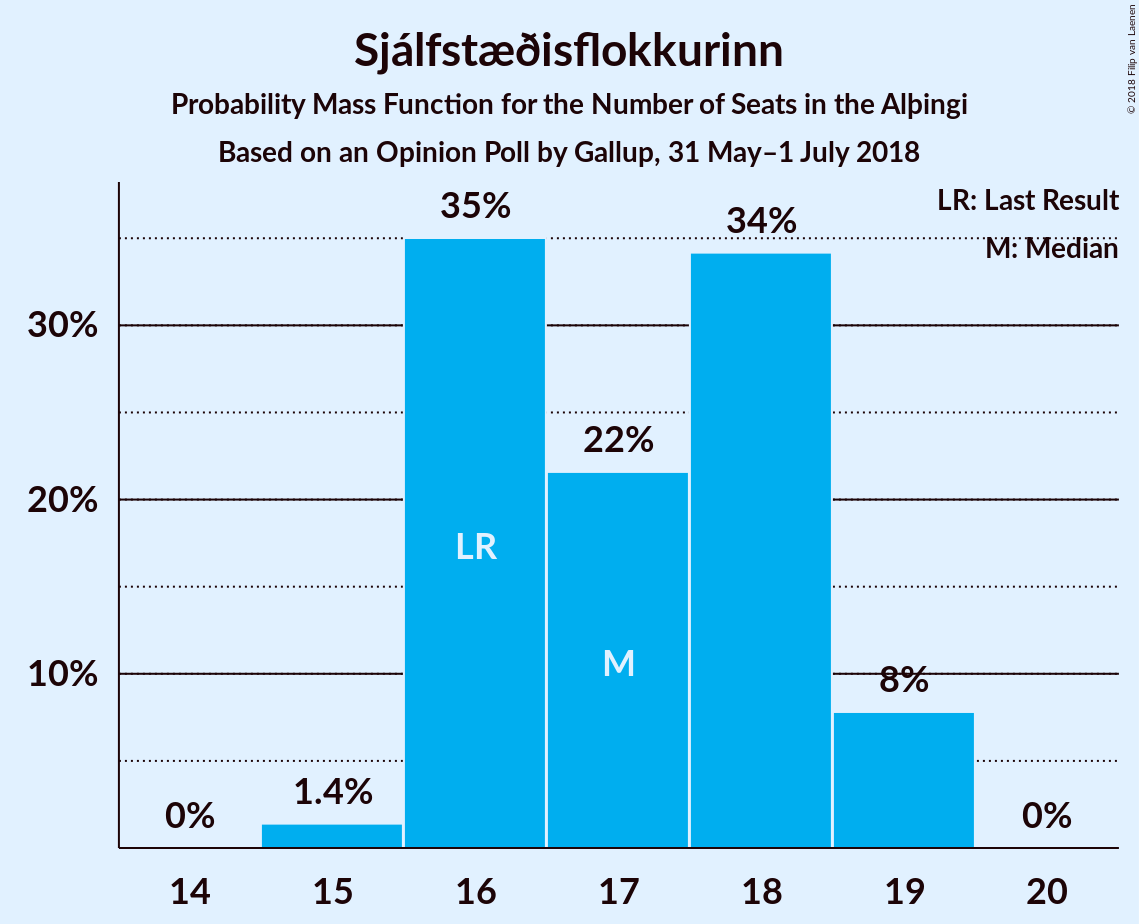 Sjálfstæðisflokkurinn
Probability Mass Function for the Number of Seats in the Alþingi
Based on an Opinion Poll by Gallup, 31 May–1 July 2018
© 2018 Filip van Laenen
LR: Last Result
M: Median
35%
34%
30%
22%
20%
LR
M
10%
8%
1.4%
0%
0%
14 15 16 17 18 19 20